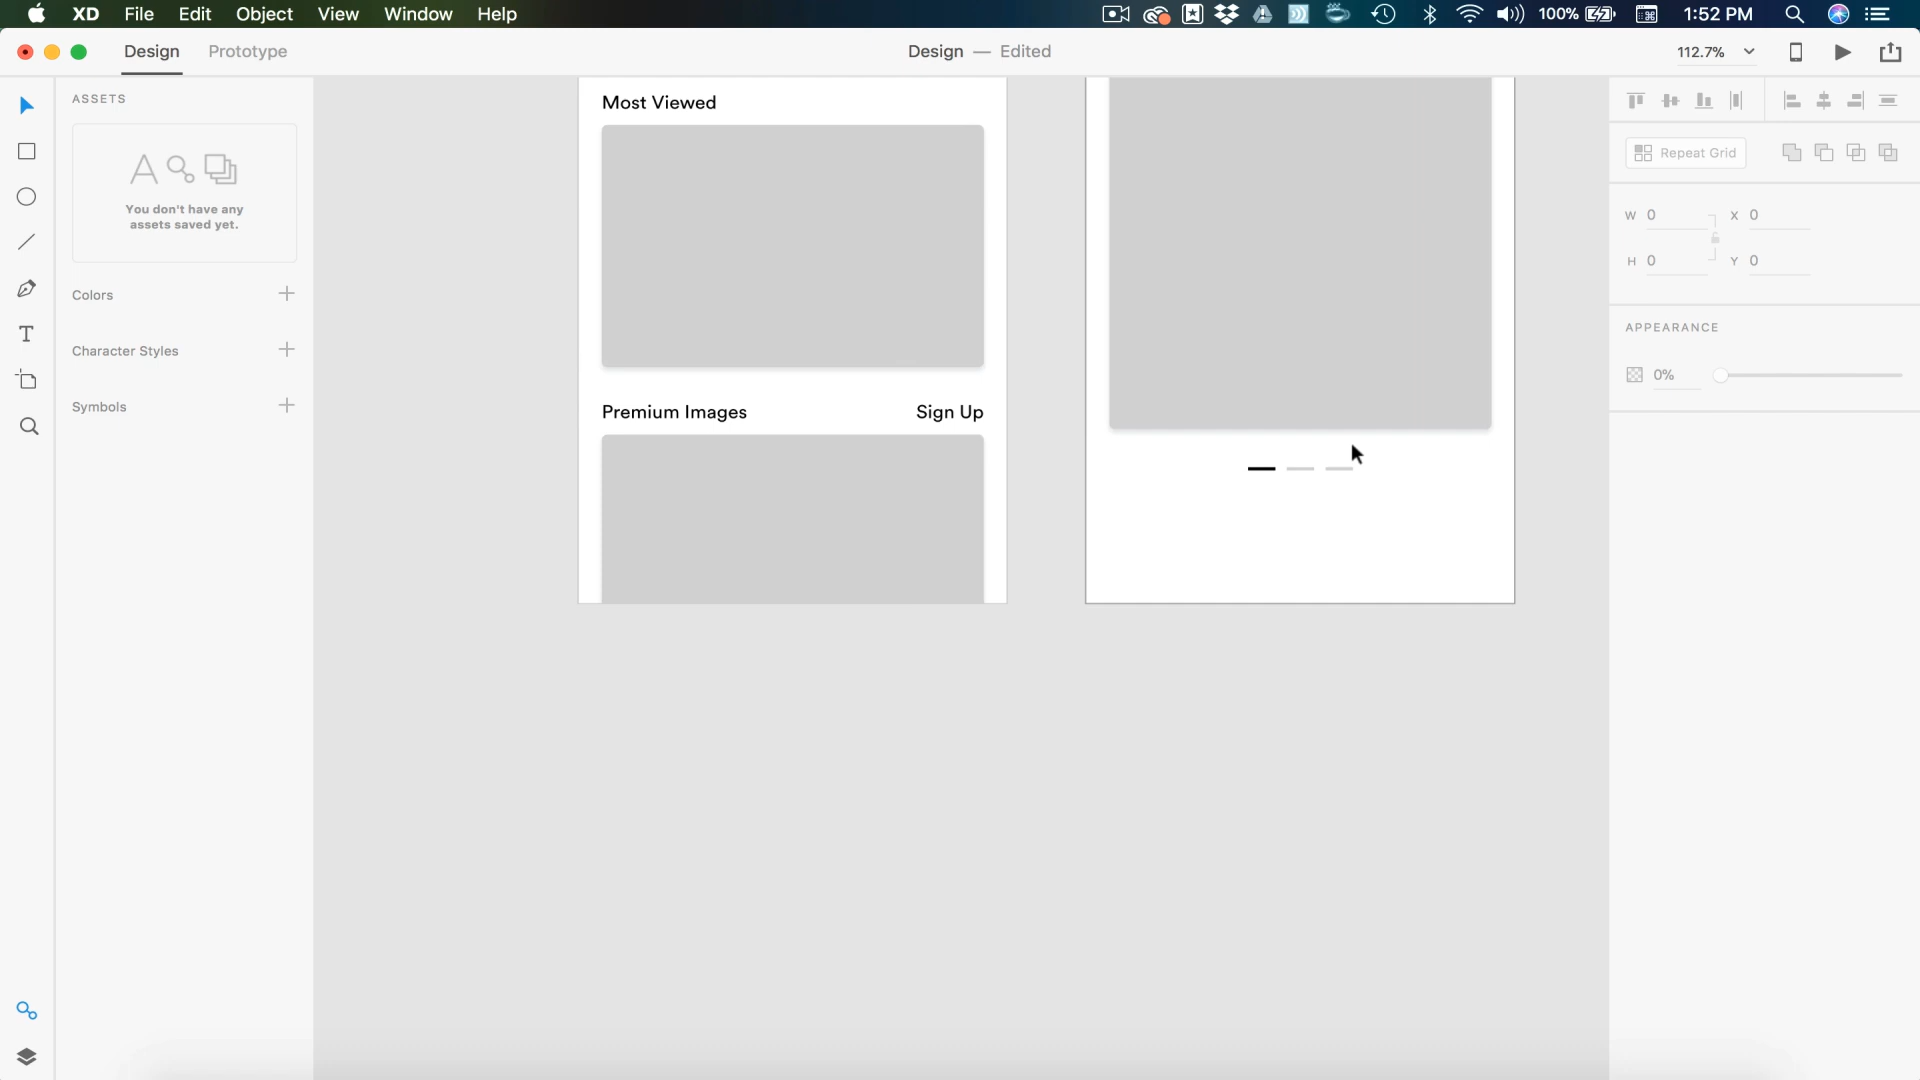 XD File Edit Object View Window Help 100% 1:52 PM
Design Prototype Design — Edited 112.7%
ASSETS
You don't have any
assets saved yet.
Colors
Character Styles
Symbols
Most Viewed
Premium Images Sign Up
Repeat Grid
W 0 X 0
H 0 Y 0
APPEARANCE
0%